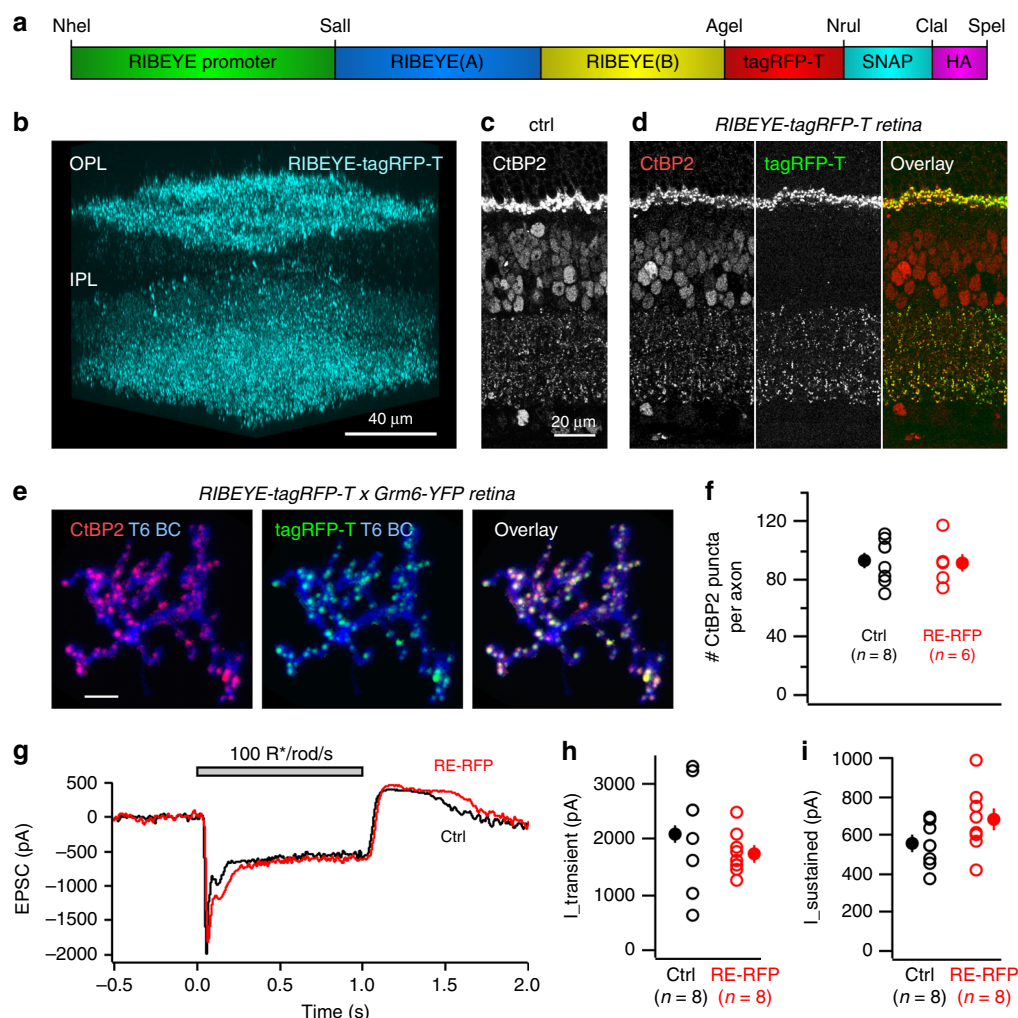 a
NheI SalI AgeI NruI ClaI SpeI
RIBEYE promoter RIBEYE(A) RIBEYE(B) tagRFP-T SNAP HA
b
OPL RIBEYE-tagRFP-T
IPL
40 μm
c ctrl
CtBP2
20 μm
d RIBEYE-tagRFP-T retina
CtBP2 tagRFP-T Overlay
e RIBEYE-tagRFP-T x Grm6-YFP retina
CtBP2 T6 BC tagRFP-T T6 BC Overlay
f
# CtBP2 puncta
per axon
120
80
40
0
Ctrl
(n = 8)
RE-RFP
(n = 6)
g
100 R*/rod/s
EPSC (pA)
500
0
−500
−1000
−1500
−2000
RE-RFP
Ctrl
−0.5 0.0 0.5 1.0 1.5 2.0
Time (s)
h
I_transient (pA)
3000
2000
1000
0
Ctrl RE-RFP
(n = 8) (n = 8)
i
I_sustained (pA)
1000
800
600
400
200
0
Ctrl RE-RFP
(n = 8) (n = 8)